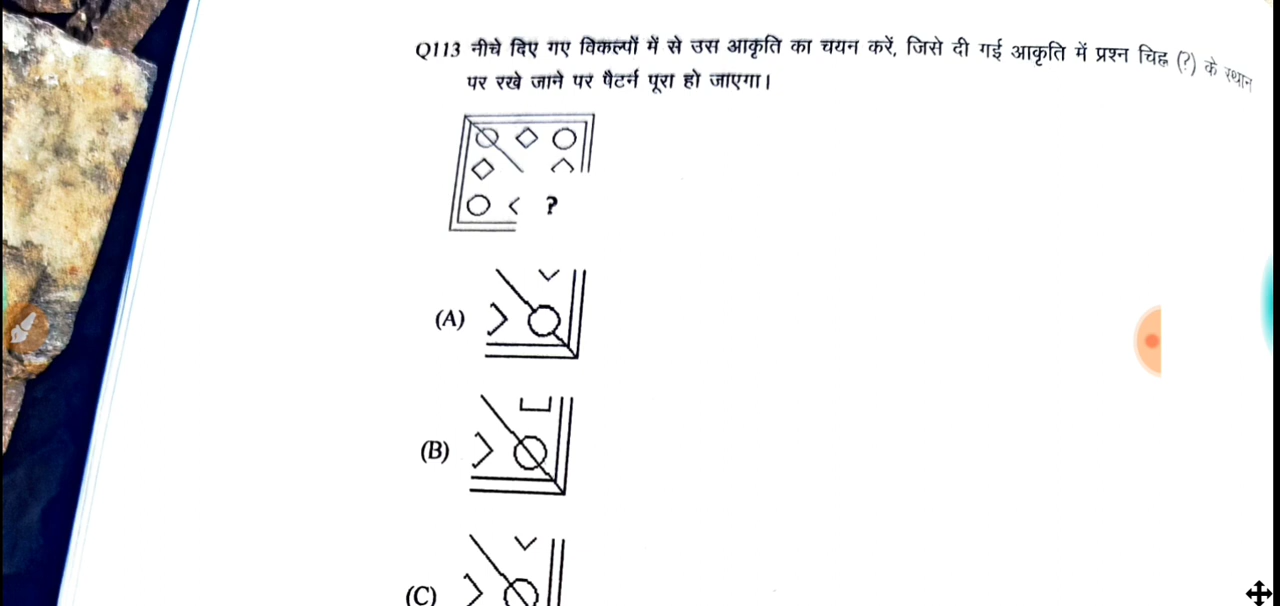 Q113 नीचे दिए गए विकल्पों में से उस आकृति का चयन करें, जिसे दी गई आकृति में प्रश्न चिह्न (?) के स्थान
पर रखे जाने पर पैटर्न पूरा हो जाएगा।
?
(A)
(B)
(C)